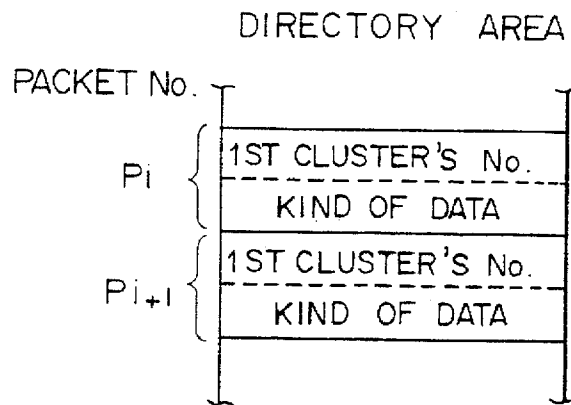 DIRECTORY AREA
PACKET No.
Pi
1ST CLUSTER'S No.
KIND OF DATA
Pi+1
1ST CLUSTER'S No.
KIND OF DATA